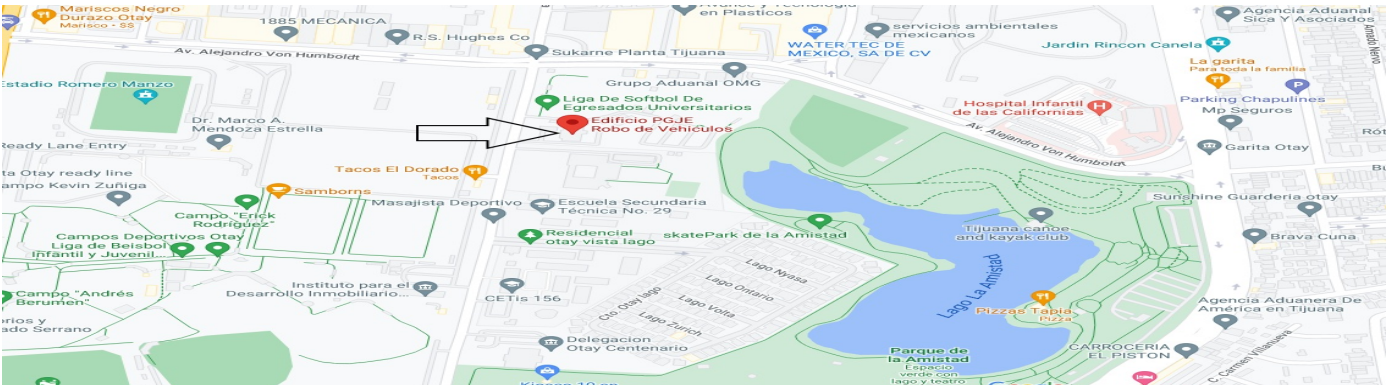 Mariscos Negro
Durazo Otay
Marisco - $$
1885 MECANICA
R.S. Hughes Co
en Plasticos
servicios ambientales
mexicanos
Agencia Aduanal
Sica Y Asociados
Amado Nervo
Av. Alejandro Von Humboldt
Sukarne Planta Tijuana
WATER TEC DE
MEXICO, SA DE CV
Jardin Rincon Canela
La garita
Para toda la familia
Estadio Romero Manzo
Grupo Aduanal OMG
Liga De Softbol De
Egresados Universitarios
Hospital Infantil
de las Californias
Parking Chapulines
Mp Seguros
Dr. Marco A.
Mendoza Estrella
Edificio PGJE
Robo de Vehículos
Av. Alejandro Von Humboldt
Garita Otay
Ready Lane Entry
ta Otay ready line
ampo Kevin Zuñiga
Tacos El Dorado
Tacos
Samborns
Masajista Deportivo
Escuela Secundaria
Técnica No. 29
Sunshine Guarderia otay
Campo "Erick
Rodríguez"
Campos Deportivos Otay
Liga de Beisbol
Infantil y Juvenil...
Residencial
otay vista lago
skatePark de la Amistad
Tijuana canoe
and kayak club
Brava Cuna
Campo "Andrés
Berumen"
Instituto para el
Desarrollo Inmobiliario...
CETis 156
Cto. Otay lago
Lago Nyasa
Lago Ontario
Lago Volta
Lago Zurich
Lago La Amistad
Pizzas Tapia
Pizza
Agencia Aduanera De
América en Tijuana
orios y
ado Serrano
Delegacion
Otay Centenario
Parque de
la Amistad
Espacio
verde con
lago y teatro
CARROCERIA
EL PISTON
C. Carmen Villanueva